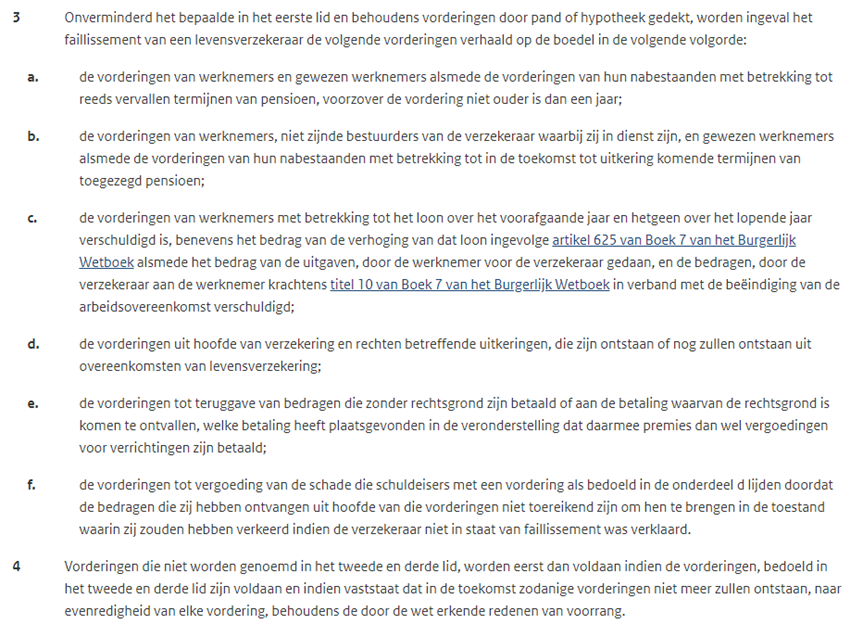 3 Onverminderd het bepaalde in het eerste lid en behoudens vorderingen door pand of hypotheek gedekt, worden ingeval het
faillissement van een levensverzekeraar de volgende vorderingen verhaald op de boedel in de volgende volgorde:
a. de vorderingen van werknemers en gewezen werknemers alsmede de vorderingen van hun nabestaanden met betrekking tot
reeds vervallen termijnen van pensioen, voorzover de vordering niet ouder is dan een jaar;
b. de vorderingen van werknemers, niet zijnde bestuurders van de verzekeraar waarbij zij in dienst zijn, en gewezen werknemers
alsmede de vorderingen van hun nabestaanden met betrekking tot in de toekomst tot uitkering komende termijnen van
toegezegd pensioen;
c. de vorderingen van werknemers met betrekking tot het loon over het voorafgaande jaar en hetgeen over het lopende jaar
verschuldigd is, benevens het bedrag van de verhoging van dat loon ingevolge artikel 625 van Boek 7 van het Burgerlijk
Wetboek alsmede het bedrag van de uitgaven, door de werknemer voor de verzekeraar gedaan, en de bedragen, door de
verzekeraar aan de werknemer krachtens titel 10 van Boek 7 van het Burgerlijk Wetboek in verband met de beëindiging van de
arbeidsovereenkomst verschuldigd;
d. de vorderingen uit hoofde van verzekering en rechten betreffende uitkeringen, die zijn ontstaan of nog zullen ontstaan uit
overeenkomsten van levensverzekering;
e. de vorderingen tot teruggave van bedragen die zonder rechtsgrond zijn betaald of aan de betaling waarvan de rechtsgrond is
komen te ontvallen, welke betaling heeft plaatsgevonden in de veronderstelling dat daarmee premies dan wel vergoedingen
voor verrichtingen zijn betaald;
f. de vorderingen tot vergoeding van de schade die schuldeisers met een vordering als bedoeld in de onderdeel d lijden doordat
de bedragen die zij hebben ontvangen uit hoofde van die vorderingen niet toereikend zijn om hen te brengen in de toestand
waarin zij zouden hebben verkeerd indien de verzekeraar niet in staat van faillissement was verklaard.
4 Vorderingen die niet worden genoemd in het tweede en derde lid, worden eerst dan voldaan indien de vorderingen, bedoeld in
het tweede en derde lid zijn voldaan en indien vaststaat dat in de toekomst zodanige vorderingen niet meer zullen ontstaan, naar
evenredigheid van elke vordering, behoudens de door de wet erkende redenen van voorrang.